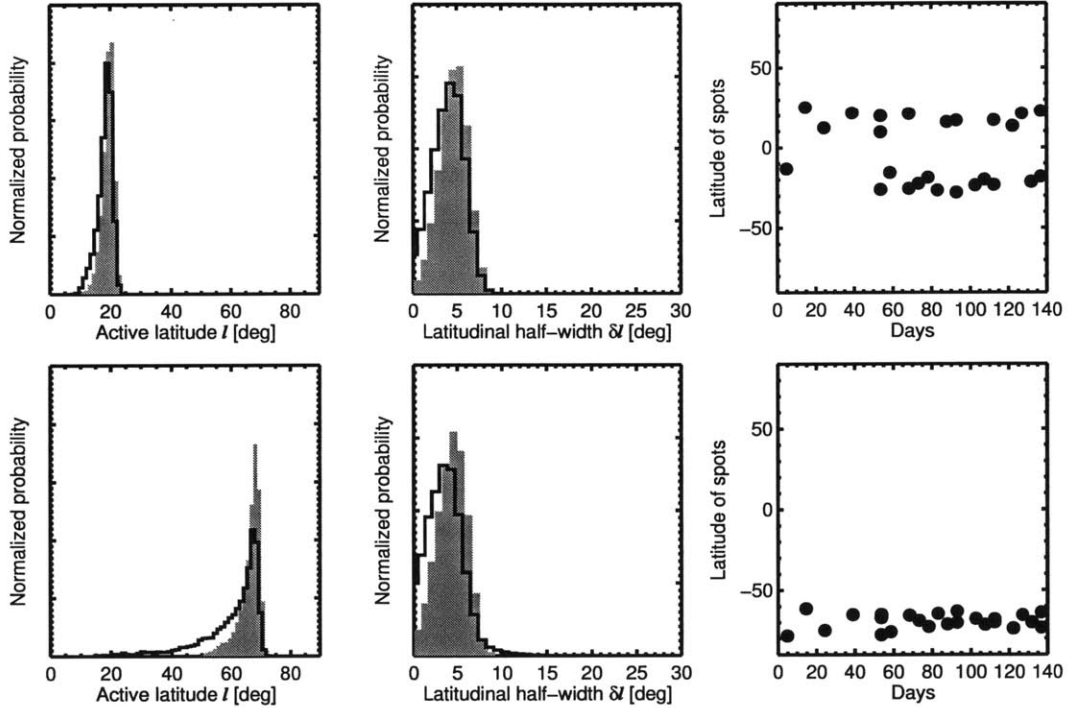 Normalized probability
0 20 40 60 80
Active latitude l [deg]
Normalized probability
0 5 10 15 20 25 30
Latitudinal half−width δl [deg]
Latitude of spots
50
0
−50
0 20 40 60 80 100 120 140
Days
Normalized probability
0 20 40 60 80
Active latitude l [deg]
Normalized probability
0 5 10 15 20 25 30
Latitudinal half−width δl [deg]
Latitude of spots
50
0
−50
0 20 40 60 80 100 120 140
Days